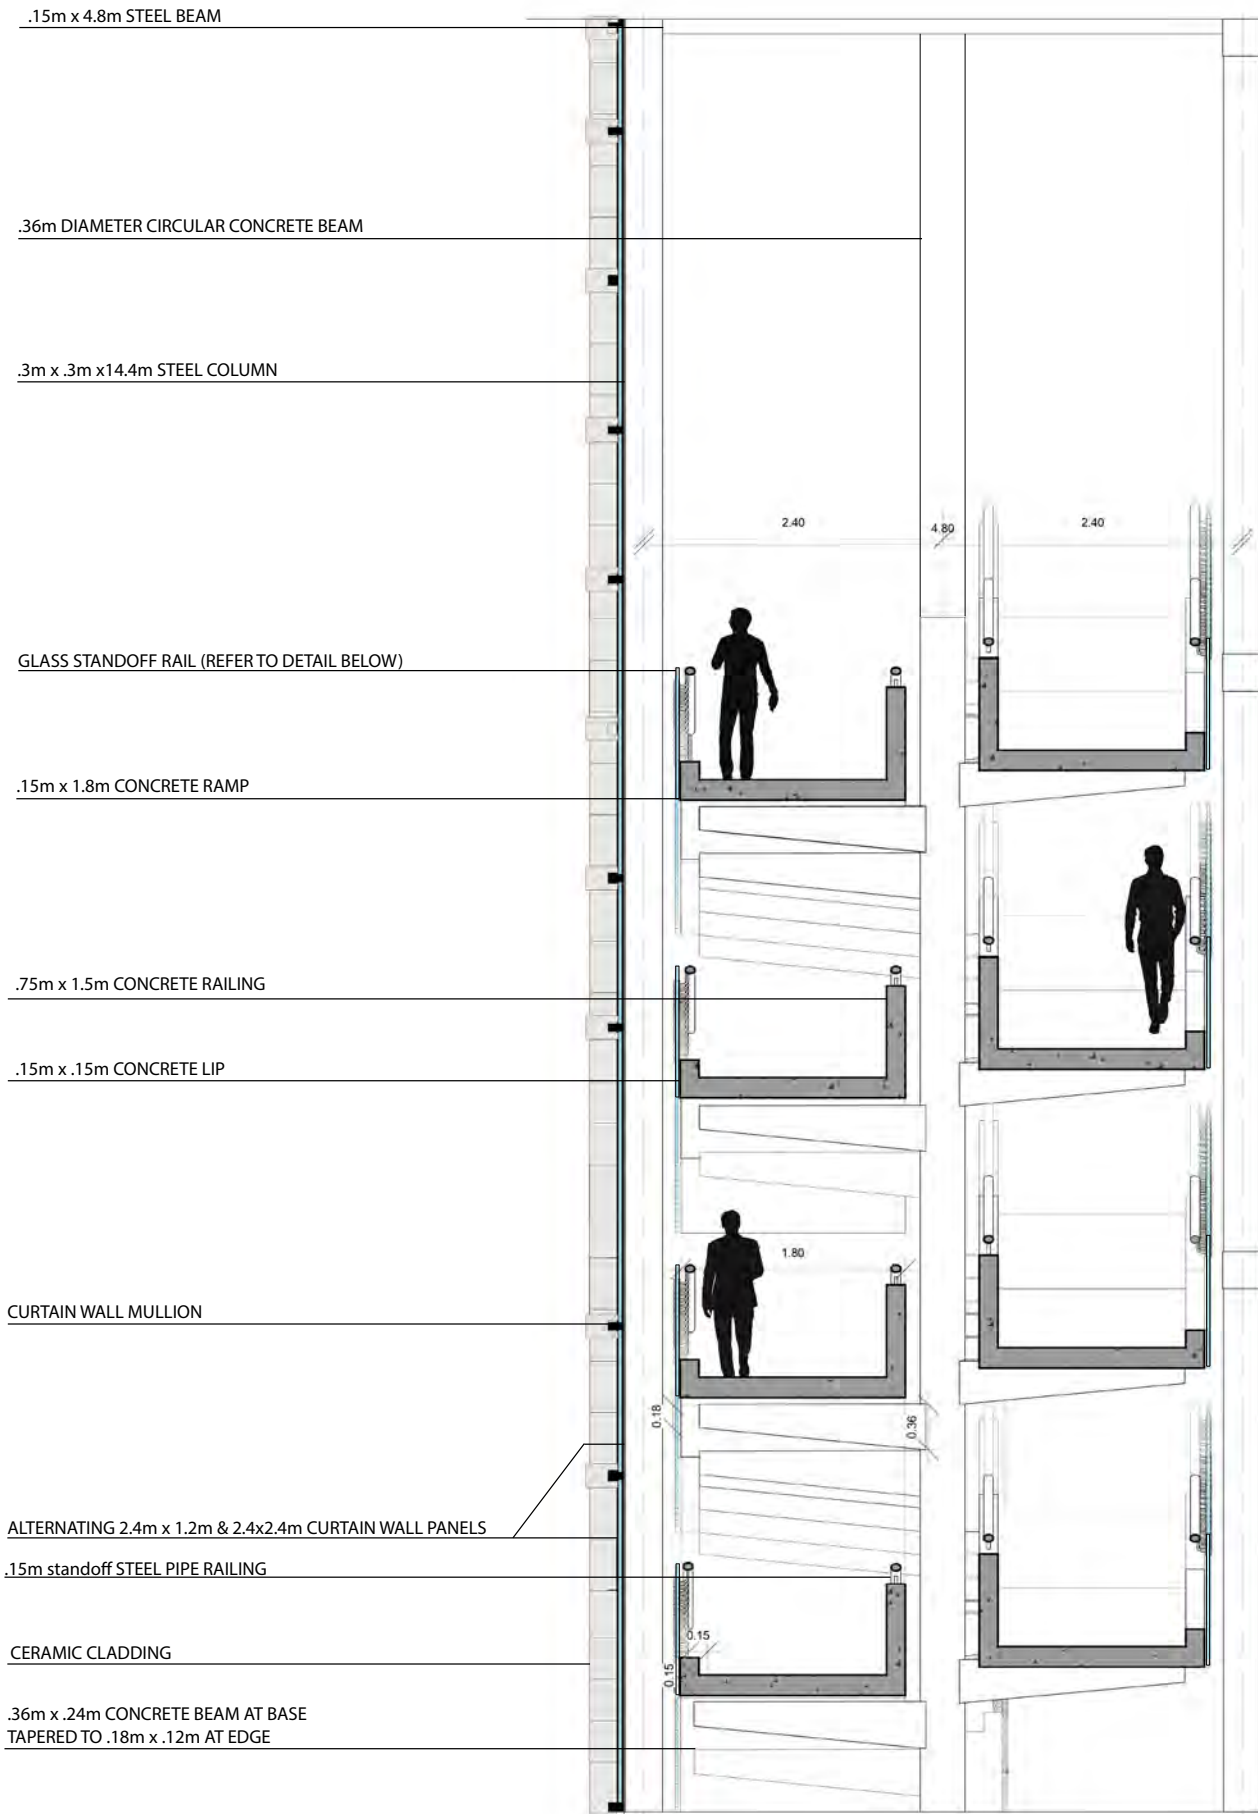 .15m x 4.8m STEEL BEAM
.36m DIAMETER CIRCULAR CONCRETE BEAM
.3m x .3m x14.4m STEEL COLUMN
2.40
4.80
2.40
GLASS STANDOFF RAIL (REFER TO DETAIL BELOW)
.15m x 1.8m CONCRETE RAMP
.75m x 1.5m CONCRETE RAILING
.15m x .15m CONCRETE LIP
1.80
CURTAIN WALL MULLION
0.18
0.36
ALTERNATING 2.4m x 1.2m & 2.4x2.4m CURTAIN WALL PANELS
.15m standoff STEEL PIPE RAILING
0.15
CERAMIC CLADDING
0.15
.36m x .24m CONCRETE BEAM AT BASE
TAPERED TO .18m x .12m AT EDGE